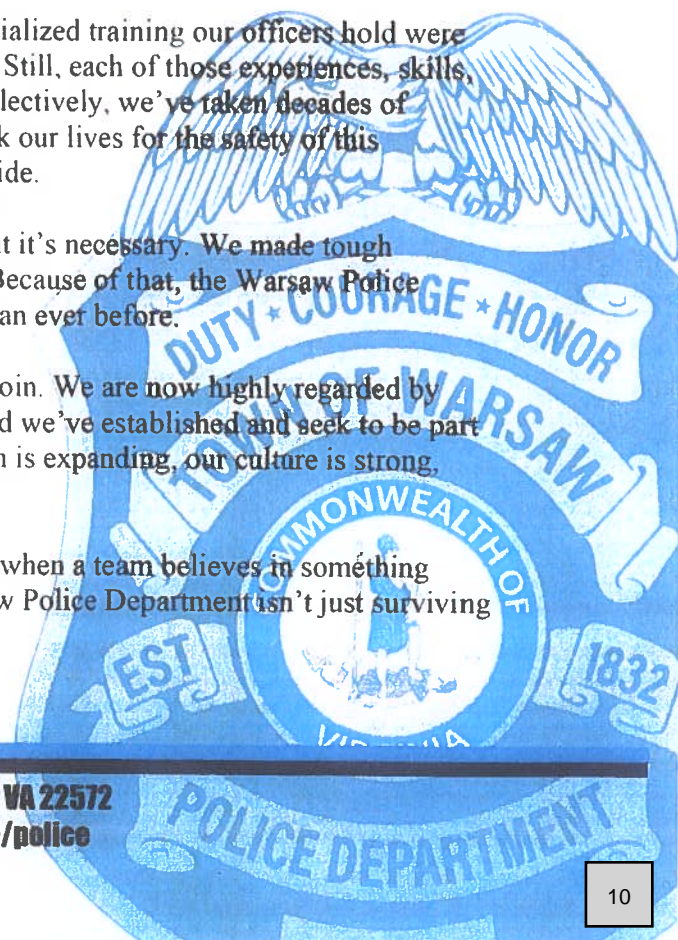 ialized training our officers hold were
Still, each of those experiences, skills,
lectively, we've taken decades of
k our lives for the safety of this
ide.
t it's necessary. We made tough
Because of that, the Warsaw Police
an ever before.
oin. We are now highly regarded by
d we've established and seek to be part
n is expanding, our culture is strong,
when a team believes in something
w Police Department isn't just surviving
DUTY * COURAGE * HONOR
TOWN OF WARSAW
COMMONWEALTH OF
VIRGINIA
EST 1832
POLICE DEPARTMENT
VA 22572
/police
10